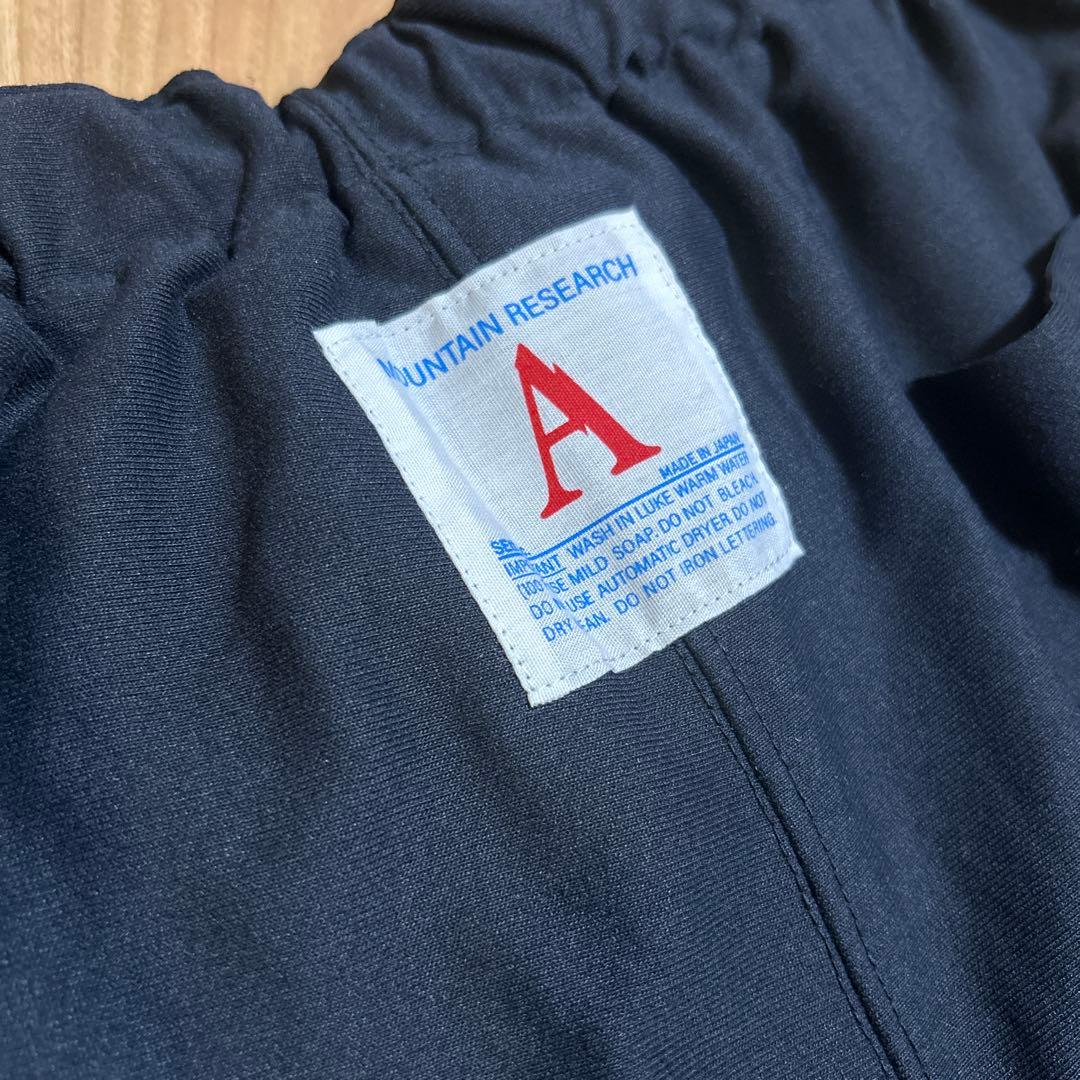 MOUNTAIN RESEARCH
A
MADE IN JAPAN
WASH IN LUKE WARM WATER
MILD SOAP. DO NOT BLEACH.
USE AUTOMATIC DRYER. DO NOT
DRY DO NOT IRON LETTERING.